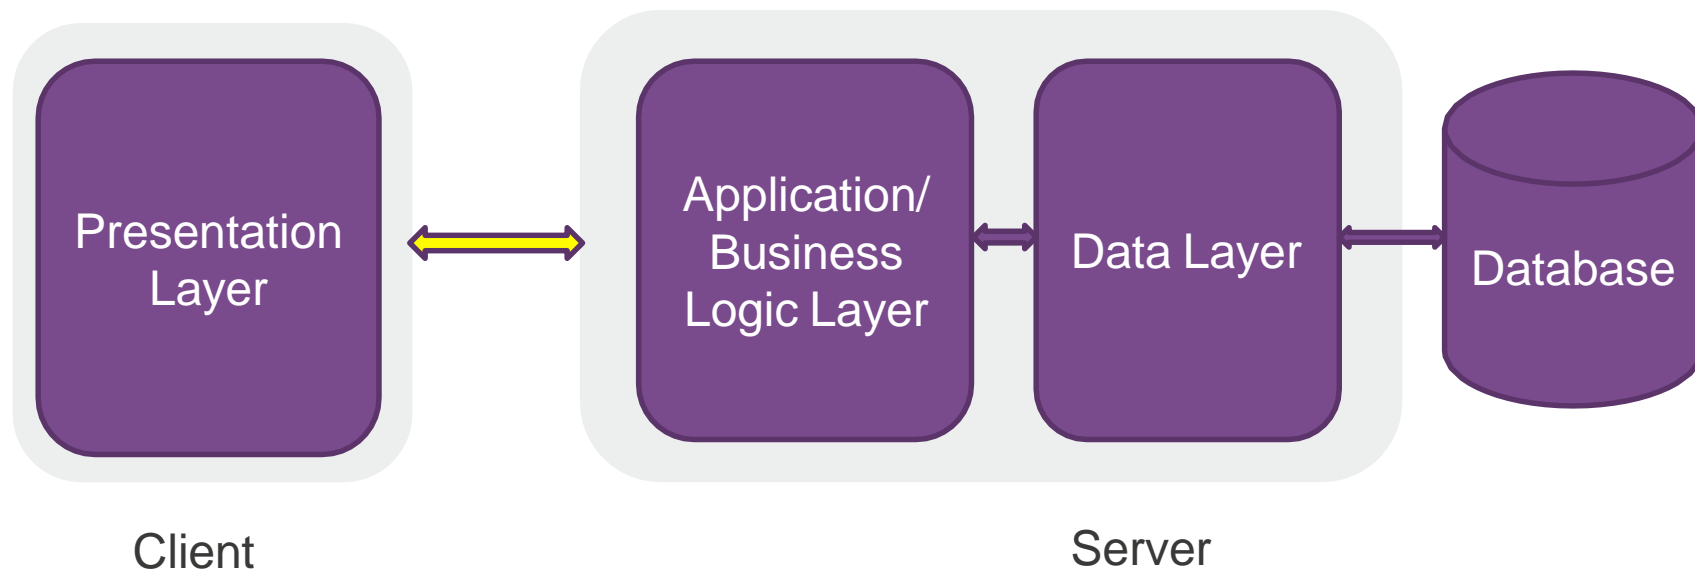 Presentation
Layer
Application/
Business
Logic Layer
Data Layer
Database
Client
Server